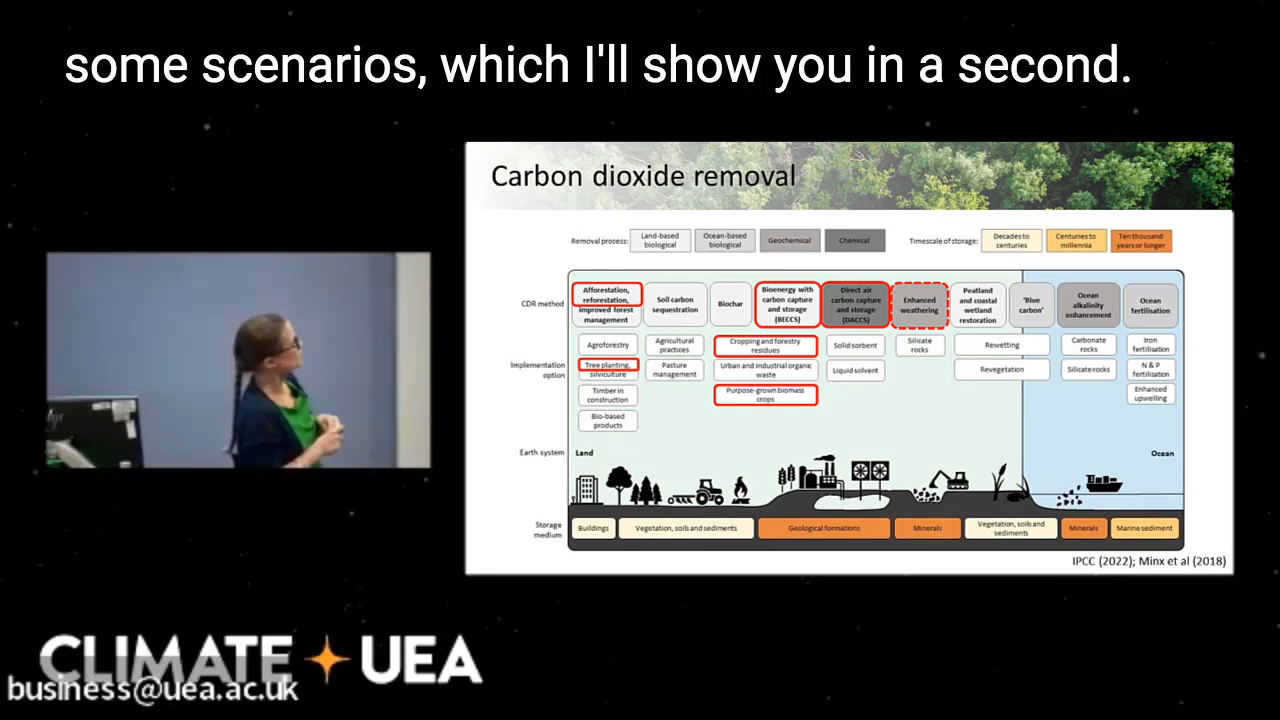 some scenarios, which I'll show you in a second.
Carbon dioxide removal
Removal process:
Land-based
biological
Ocean-based
biological
Geochemical
Chemical
Timescale of storage:
Decades to
centuries
Centuries to
millennia
Ten thousand
years or longer
CDR method
Afforestation,
reforestation,
improved forest
management
Soil carbon
sequestration
Biochar
Bioenergy with
carbon capture
and storage
(BECCS)
Direct air
carbon capture
and storage
(DACCS)
Enhanced
weathering
Peatland
and coastal
wetland
restoration
'Blue
carbon'
Ocean
alkalinity
enhancement
Ocean
fertilisation
Implementation
option
Agroforestry
Tree planting,
silviculture
Timber in
construction
Bio-based
products
Agricultural
practices
Pasture
management
Cropping and forestry
residues
Urban and industrial organic
waste
Purpose-grown biomass
crops
Solid sorbent
Liquid solvent
Silicate
rocks
Rewetting
Revegetation
Carbonate
rocks
Silicate rocks
Iron
fertilisation
N & P
fertilisation
Enhanced
upwelling
Earth system
Land
Ocean
Storage
medium
Buildings
Vegetation, soils and sediments
Geological formations
Minerals
Vegetation, soils and
sediments
Minerals
Marine sediment
IPCC (2022); Minx et al (2018)
CLIMATE UEA
business@uea.ac.uk